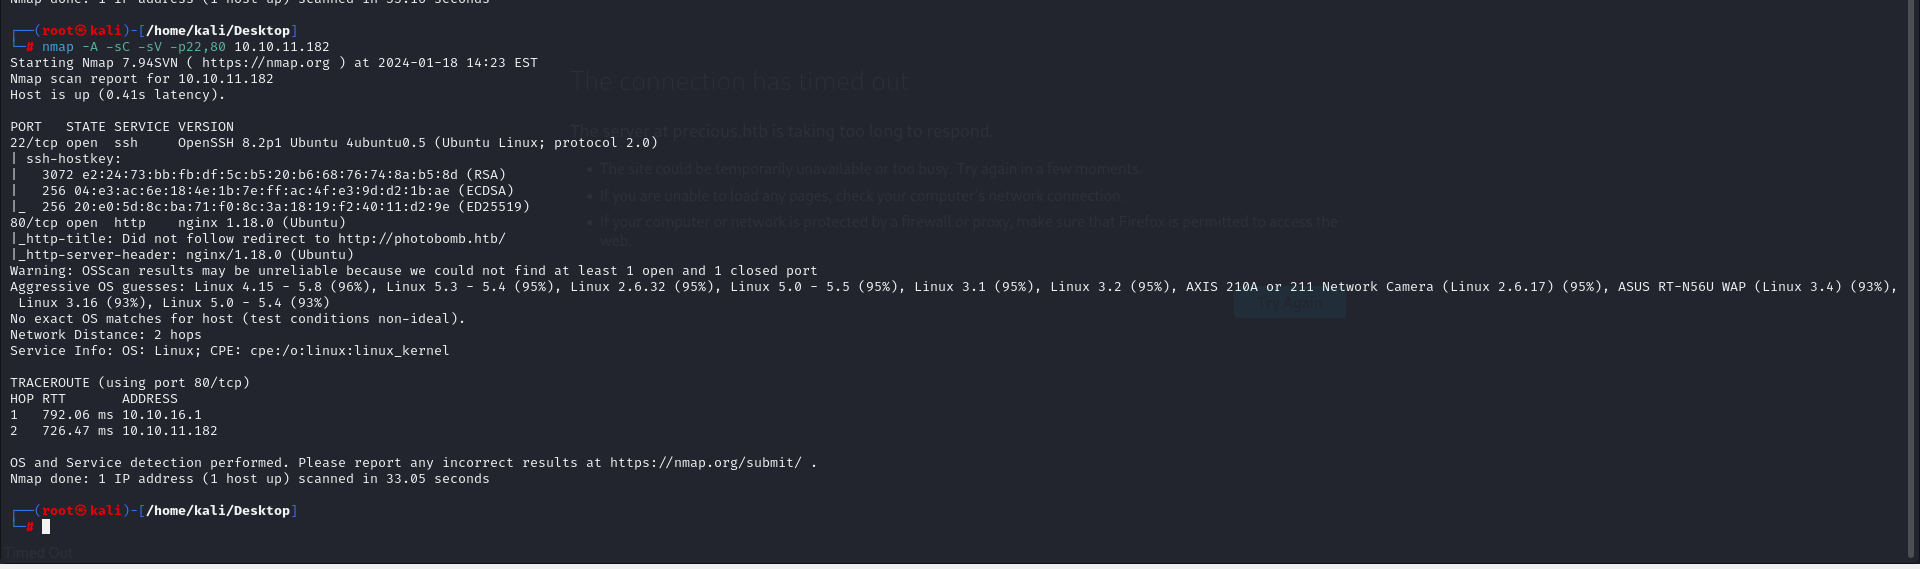 Nmap done: 1 IP address (1 host up) scanned in 33.10 seconds
┌──(root㉿kali)-[/home/kali/Desktop]
└─# nmap -A -sC -sV -p22,80 10.10.11.182
Starting Nmap 7.94SVN ( https://nmap.org ) at 2024-01-18 14:23 EST
Nmap scan report for 10.10.11.182
Host is up (0.41s latency).
PORT   STATE SERVICE VERSION
22/tcp open  ssh     OpenSSH 8.2p1 Ubuntu 4ubuntu0.5 (Ubuntu Linux; protocol 2.0)
| ssh-hostkey:
|   3072 e2:24:73:bb:fb:df:5c:b5:20:b6:68:76:74:8a:b5:8d (RSA)
|   256 04:e3:ac:6e:18:4e:1b:7e:ff:ac:4f:e3:9d:d2:1b:ae (ECDSA)
|_  256 20:e0:5d:8c:ba:71:f0:8c:3a:18:19:f2:40:11:d2:9e (ED25519)
80/tcp open  http    nginx 1.18.0 (Ubuntu)
|_http-title: Did not follow redirect to http://photobomb.htb/
|_http-server-header: nginx/1.18.0 (Ubuntu)
Warning: OSScan results may be unreliable because we could not find at least 1 open and 1 closed port
Aggressive OS guesses: Linux 4.15 - 5.8 (96%), Linux 5.3 - 5.4 (95%), Linux 2.6.32 (95%), Linux 5.0 - 5.5 (95%), Linux 3.1 (95%), Linux 3.2 (95%), AXIS 210A or 211 Network Camera (Linux 2.6.17) (95%), ASUS RT-N56U WAP (Linux 3.4) (93%),
Linux 3.16 (93%), Linux 5.0 - 5.4 (93%)
No exact OS matches for host (test conditions non-ideal).
Network Distance: 2 hops
Service Info: OS: Linux; CPE: cpe:/o:linux:linux_kernel
TRACEROUTE (using port 80/tcp)
HOP RTT       ADDRESS
1   792.06 ms 10.10.16.1
2   726.47 ms 10.10.11.182
OS and Service detection performed. Please report any incorrect results at https://nmap.org/submit/ .
Nmap done: 1 IP address (1 host up) scanned in 33.05 seconds
┌──(root㉿kali)-[/home/kali/Desktop]
└─#
The connection has timed out
The server at precious.htb is taking too long to respond.
• The site could be temporarily unavailable or too busy. Try again in a few moments.
• If you are unable to load any pages, check your computer's network connection.
• If your computer or network is protected by a firewall or proxy, make sure that Firefox is permitted to access the
web.
Try Again
Timed Out